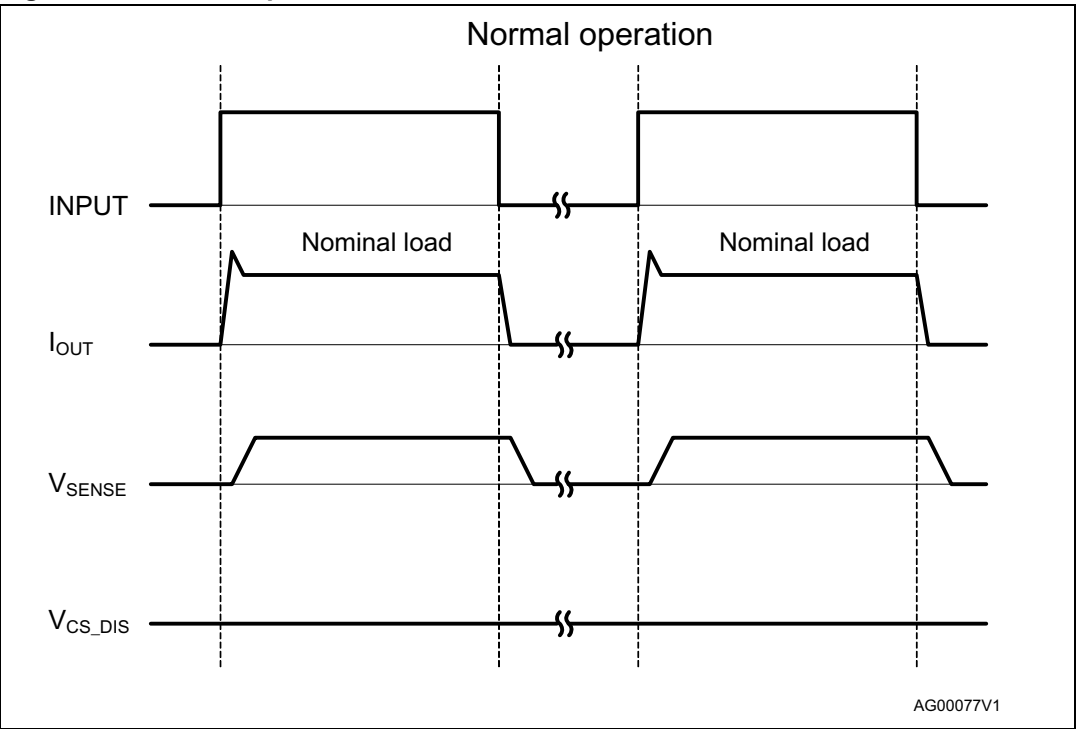 Normal operation
INPUT
Nominal load
Nominal load
IOUT
VSENSE
VCS_DIS
AG00077V1